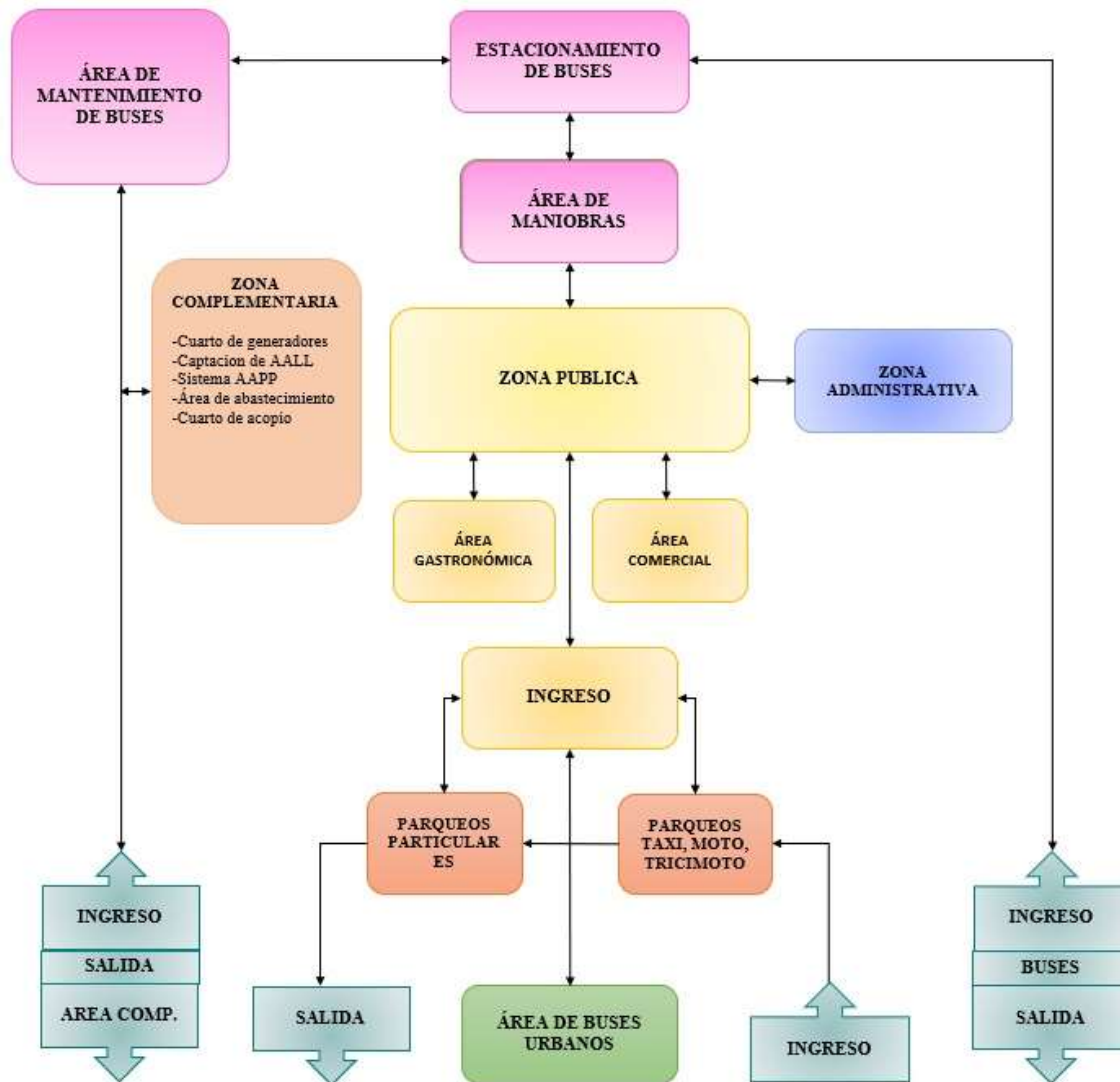 ÁREA DE
MANTENIMIENTO
DE BUSES
ESTACIONAMIENTO
DE BUSES
ÁREA DE
MANIOBRAS
ZONA
COMPLEMENTARIA
-Cuarto de generadores
-Captacion de AALL
-Sistema AAPP
-Área de abastecimiento
-Cuarto de acopio
ZONA PUBLICA
ZONA
ADMINISTRATIVA
ÁREA
GASTRONÓMICA
ÁREA
COMERCIAL
INGRESO
PARQUEOS
PARTICULAR
ES
PARQUEOS
TAXI, MOTO,
TRICIMOTO
INGRESO
SALIDA
AREA COMP.
SALIDA
ÁREA DE BUSES
URBANOS
INGRESO
INGRESO
BUSES
SALIDA